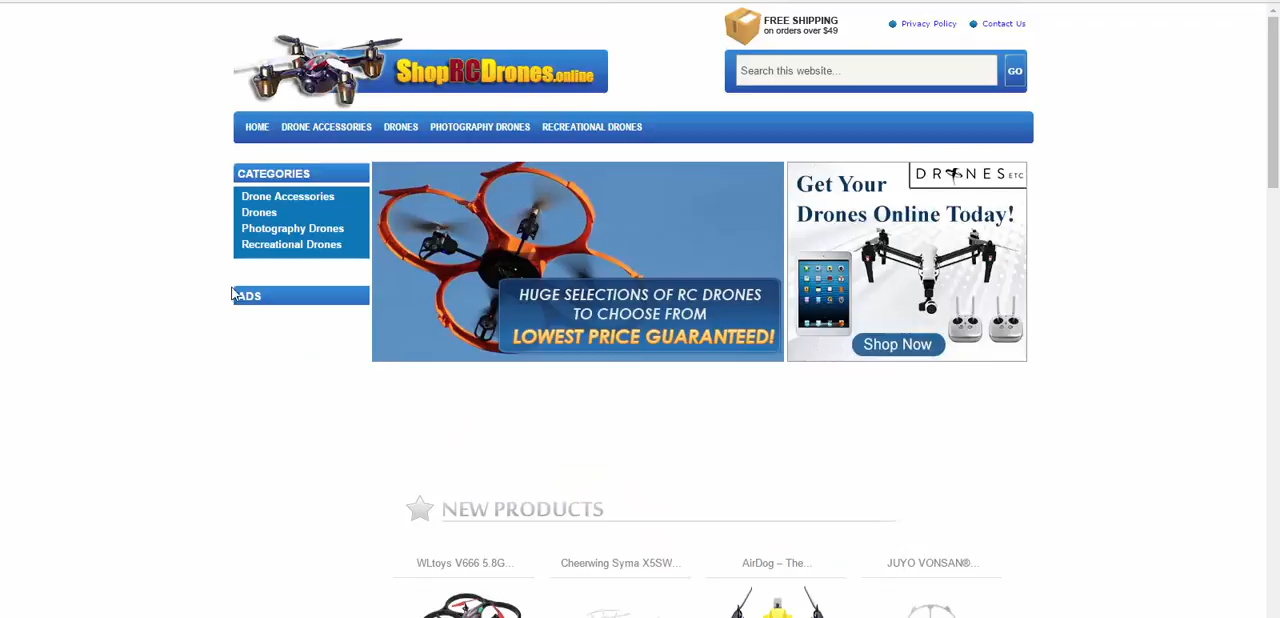 FREE SHIPPING
on orders over $49
Privacy Policy
Contact Us
ShopRCDrones.online
Search this website...
GO
HOME
DRONE ACCESSORIES
DRONES
PHOTOGRAPHY DRONES
RECREATIONAL DRONES
CATEGORIES
Drone Accessories
Drones
Photography Drones
Recreational Drones
ADS
HUGE SELECTIONS OF RC DRONES
TO CHOOSE FROM
LOWEST PRICE GUARANTEED!
DRONES ETC
Get Your
Drones Online Today!
Shop Now
NEW PRODUCTS
WLtoys V666 5.8G...
Cheerwing Syma X5SW...
AirDog – The...
JUYO VONSAN®...